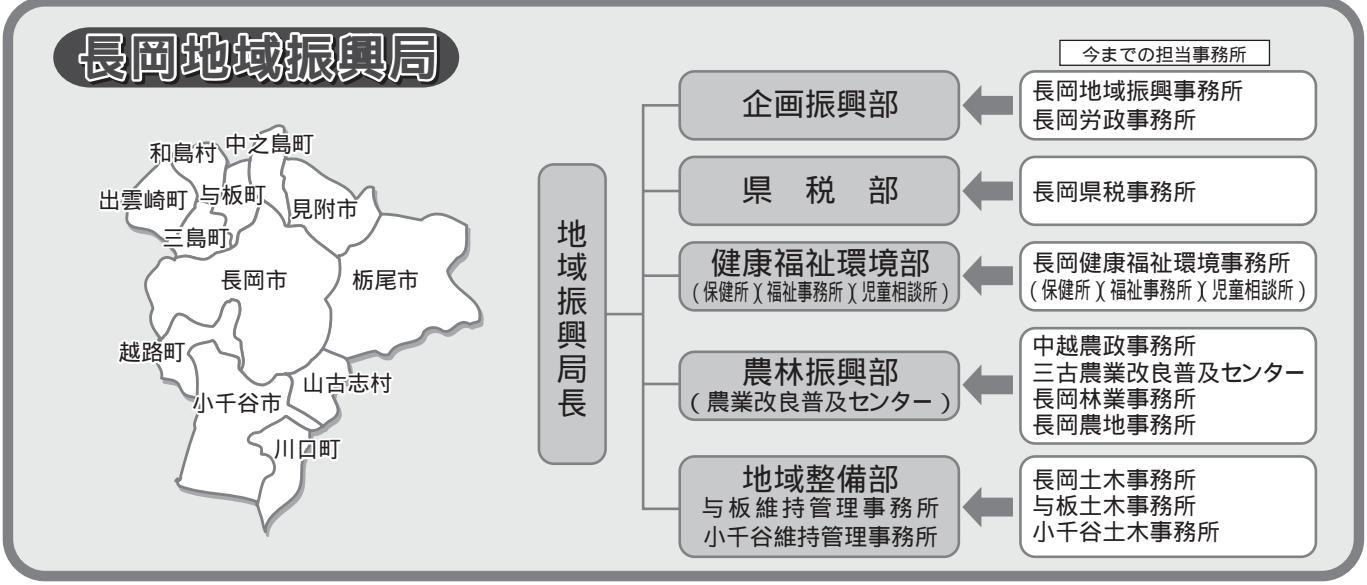 長岡地域振興局
和島村
中之島町
出雲崎町
与板町
見附市
三島町
長岡市
栃尾市
越路町
山古志村
小千谷市
川口町
地域振興局長
今までの担当事務所
企画振興部
長岡地域振興事務所
長岡労政事務所
県税部
長岡県税事務所
健康福祉環境部
(保健所)(福祉事務所)(児童相談所)
長岡健康福祉環境事務所
(保健所)(福祉事務所)(児童相談所)
農林振興部
(農業改良普及センター)
中越農政事務所
三古農業改良普及センター
長岡林業事務所
長岡農地事務所
地域整備部
与板維持管理事務所
小千谷維持管理事務所
長岡土木事務所
与板土木事務所
小千谷土木事務所